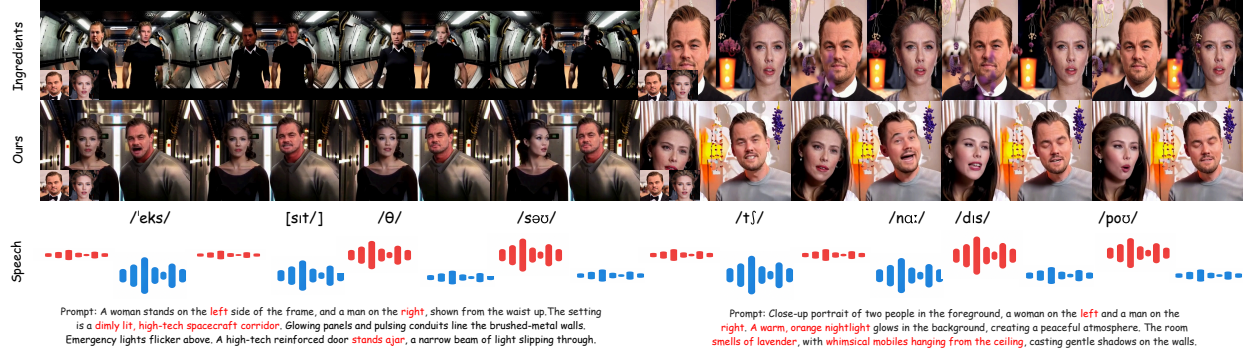 Ingredients
Ours
Speech
/ˈeks/
[sıt/]
/θ/
/səʊ/
/tʃ/
/nɑː/
/dıs/
/poʊ/
Prompt: A woman stands on the left side of the frame, and a man on the right, shown from the waist up.The setting
is a dimly lit, high-tech spacecraft corridor. Glowing panels and pulsing conduits line the brushed-metal walls.
Emergency lights flicker above. A high-tech reinforced door stands ajar, a narrow beam of light slipping through.
Prompt: Close-up portrait of two people in the foreground, a woman on the left and a man on the
right. A warm, orange nightlight glows in the background, creating a peaceful atmosphere. The room
smells of lavender, with whimsical mobiles hanging from the ceiling, casting gentle shadows on the walls.